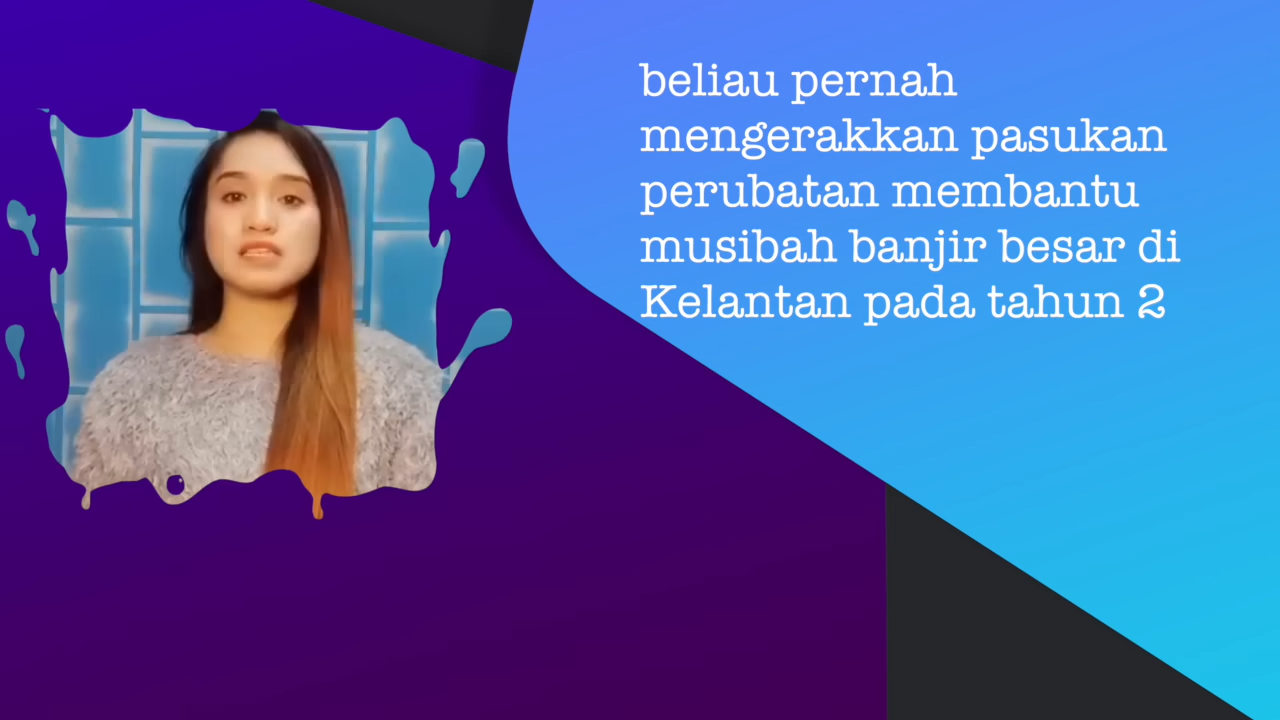 beliau pernah
mengerakkan pasukan
perubatan membantu
musibah banjir besar di
Kelantan pada tahun 2